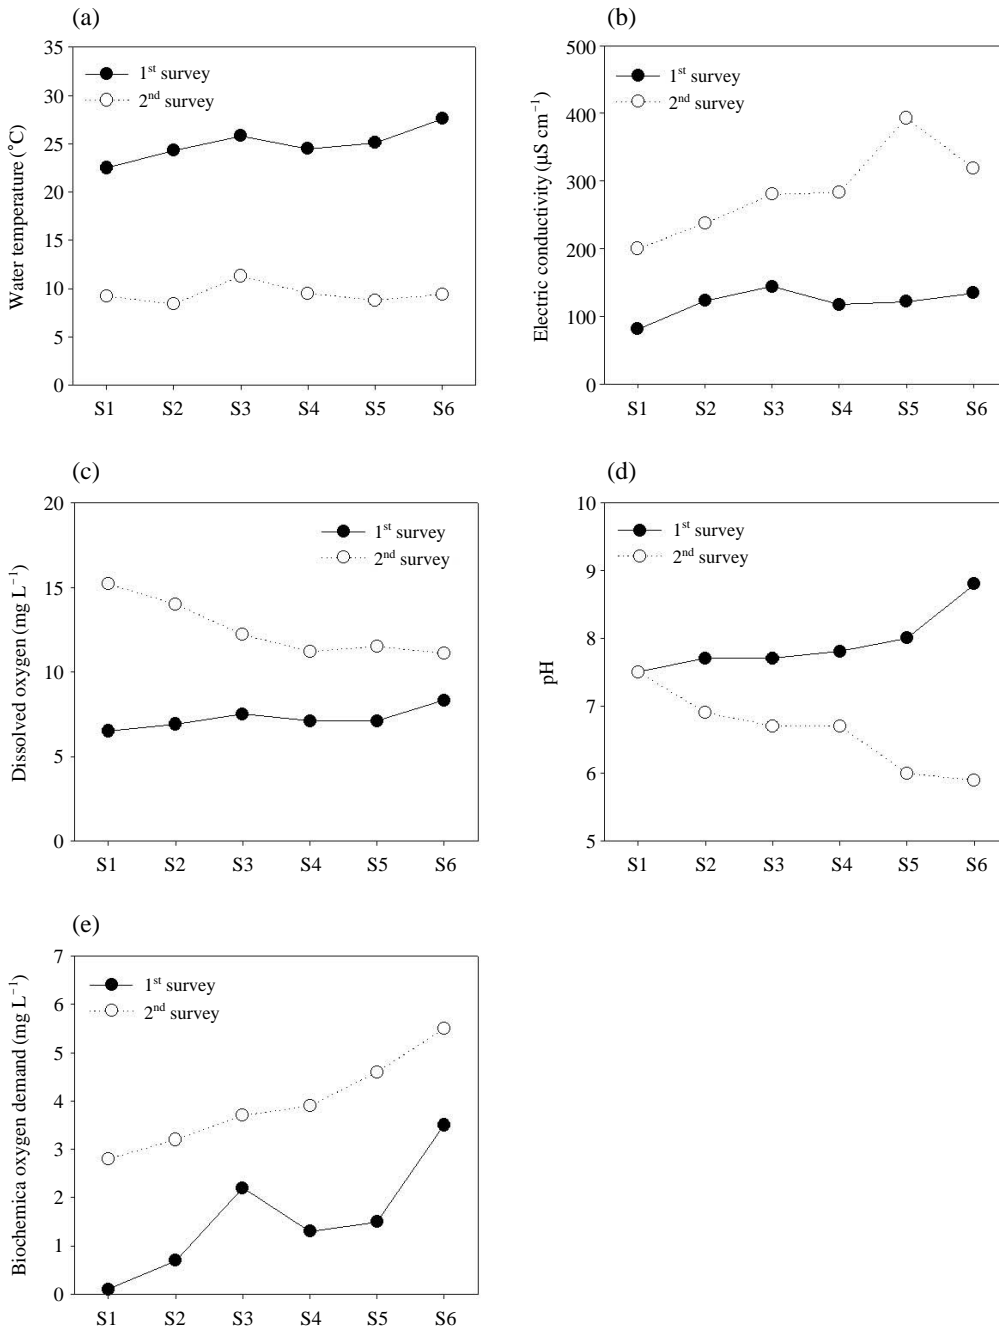 (a)
Water temperature (°C)
35
30
25
20
15
10
5
0
1st survey
2nd survey
S1 S2 S3 S4 S5 S6
(b)
Electric conductivity (μS cm−1)
500
400
300
200
100
0
1st survey
2nd survey
S1 S2 S3 S4 S5 S6
(c)
Dissolved oxygen (mg L−1)
20
15
10
5
0
1st survey
2nd survey
S1 S2 S3 S4 S5 S6
(d)
pH
10
9
8
7
6
5
1st survey
2nd survey
S1 S2 S3 S4 S5 S6
(e)
Biochemica oxygen demand (mg L−1)
7
6
5
4
3
2
1
0
1st survey
2nd survey
S1 S2 S3 S4 S5 S6